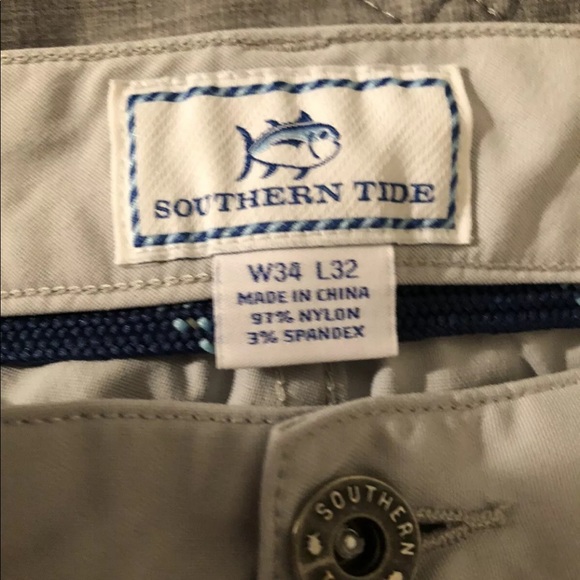 SOUTHERN TIDE
W34 L32
MADE IN CHINA
97% NYLON
3% SPANDEX
SOUTHERN